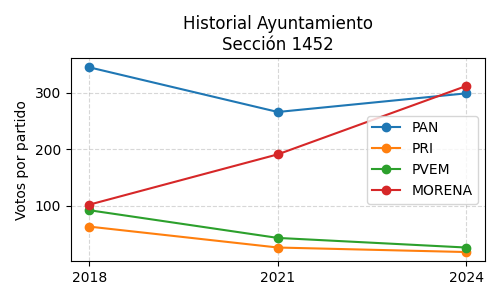 Historial Ayuntamiento
Sección 1452
Votos por partido
300
200
100
PAN
PRI
PVEM
MORENA
2018
2021
2024